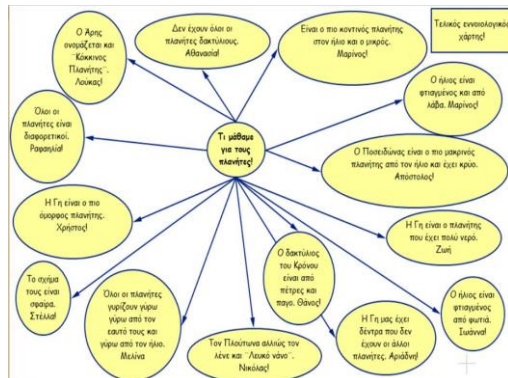 Ο Άρης
ονομάζεται και
¨Κόκκινος
Πλανήτης¨.
Λούκας!
Δεν έχουν όλοι οι
πλανήτες δακτύλιους.
Αθανασία!
Είναι ο πιο κοντινός πλανήτης
στον ήλιο και ο μικρός.
Μαρίνος!
Τελικός εννοιολογικός
χάρτης!
Ο ήλιος είναι
φτιαγμένος και από
λάβα. Μαρίνος!
Όλοι οι
πλανήτες είναι
διαφορετικοί.
Ραφαηλία!
Τι μάθαμε
για τους
πλανήτες!
Ο Ποσειδώνας είναι ο πιο μακρινός
πλανήτης από τον ήλιο και έχει κρύο.
Απόστολος!
Η Γη είναι ο πιο
όμορφος πλανήτης.
Χρήστος!
Η Γη είναι ο πλανήτης
που έχει πολύ νερό.
Ζωή
Το σχήμα
τους είναι
σφαίρα.
Στέλλα!
Όλοι οι πλανήτες
γυρίζουν γύρω
γύρω από τον
εαυτό τους και
γύρω από τον ήλιο.
Μελίνα
Ο δακτύλιος
του Κρόνου
είναι από
πέτρες και
παγο. Θάνος!
Τον Πλούτωνα αλλιώς τον
λένε και ¨Λευκό νάνο¨.
Νικόλας!
Η Γη μας έχει
δέντρα που δεν
έχουν οι άλλοι
πλανήτες. Αριάδνη!
Ο ήλιος είναι
φτιαγμένος
από φωτιά.
Ιωάννα!